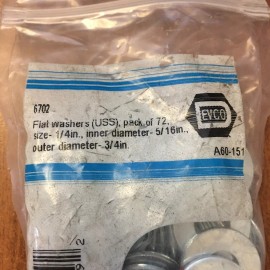 6702
Flat washers (USS), pack of 72,
size- 1/4in., inner diameter- 5/16in.,
outer diameter- 3/4in.
EVCO
A60-151